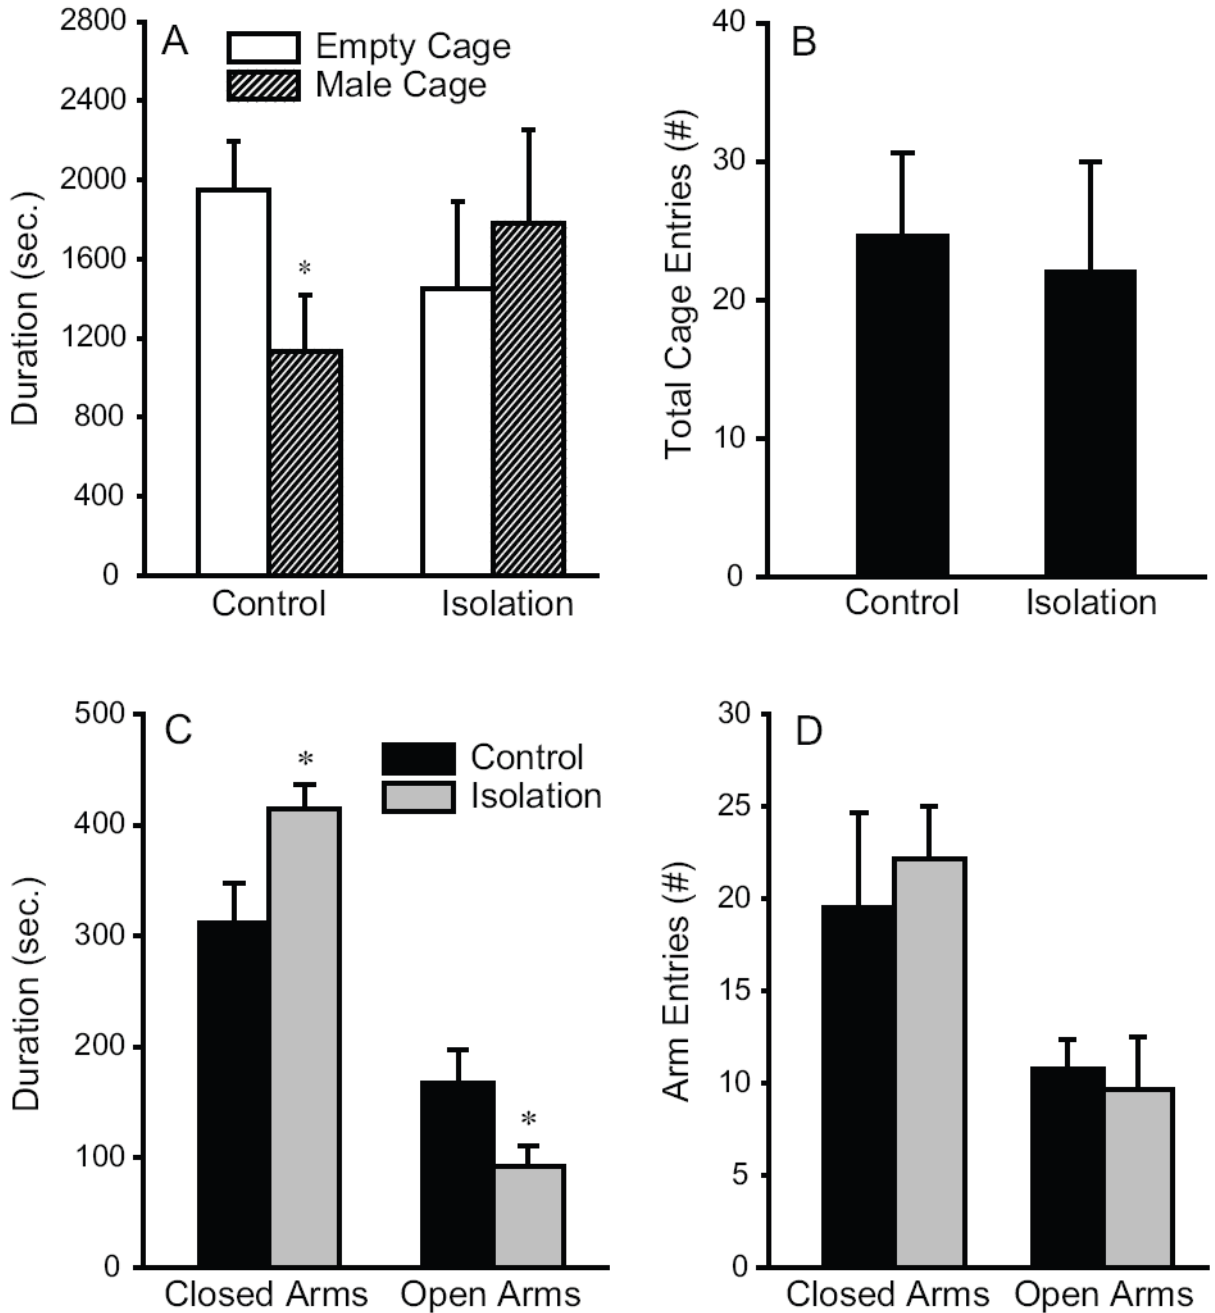 A
Empty Cage
Male Cage
Duration (sec.)
2800
2400
2000
1600
1200
800
400
0
*
Control
Isolation
B
Total Cage Entries (#)
40
30
20
10
0
Control
Isolation
C
Control
Isolation
Duration (sec.)
500
400
300
200
100
0
*
*
Closed Arms
Open Arms
D
Arm Entries (#)
30
25
20
15
10
5
0
Closed Arms
Open Arms